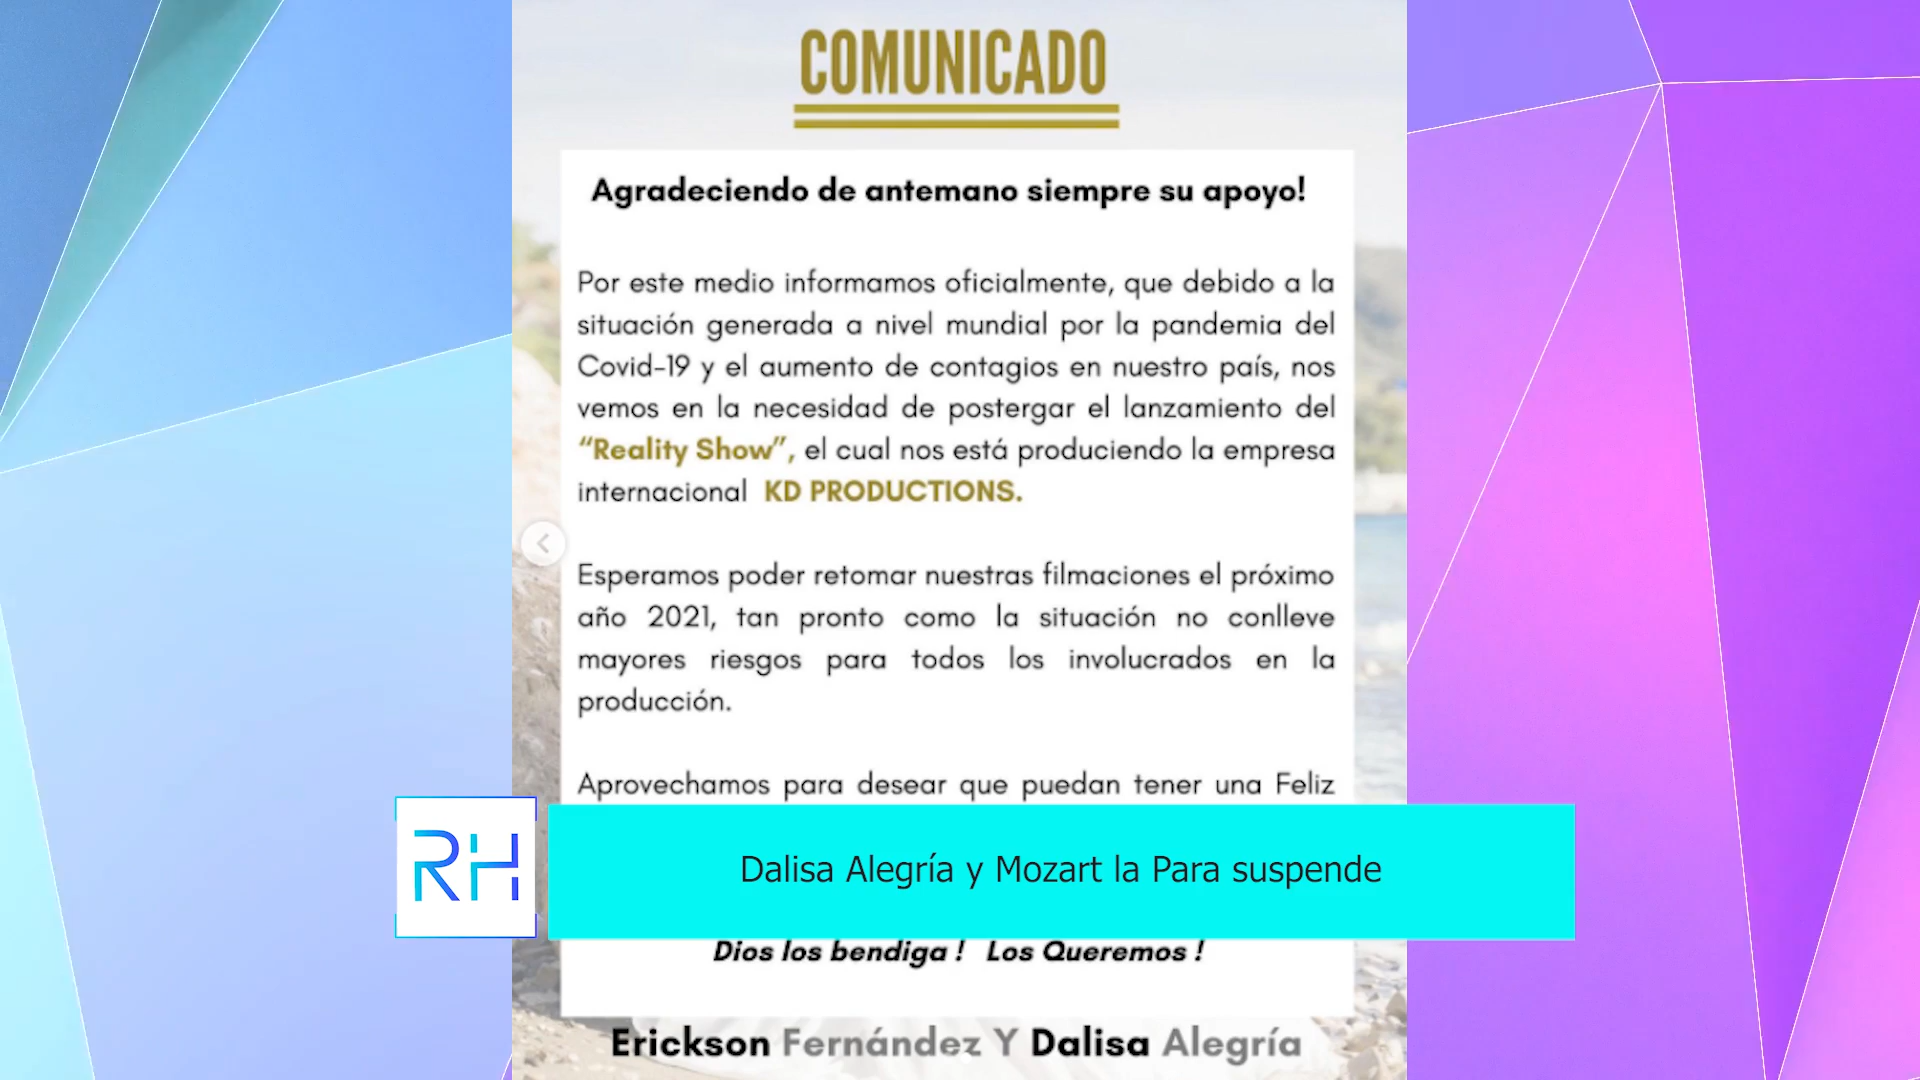 COMUNICADO
Agradeciendo de antemano siempre su apoyo!
Por este medio informamos oficialmente, que debido a la
situación generada a nivel mundial por la pandemia del
Covid-19 y el aumento de contagios en nuestro país, nos
vemos en la necesidad de postergar el lanzamiento del
“Reality Show”, el cual nos está produciendo la empresa
internacional KD PRODUCTIONS.
Esperamos poder retomar nuestras filmaciones el próximo
año 2021, tan pronto como la situación no conlleve
mayores riesgos para todos los involucrados en la
producción.
Aprovechamos para desear que puedan tener una Feliz
RH
Dalisa Alegría y Mozart la Para suspende
Dios los bendiga ! Los Queremos !
Erickson Fernández Y Dalisa Alegría